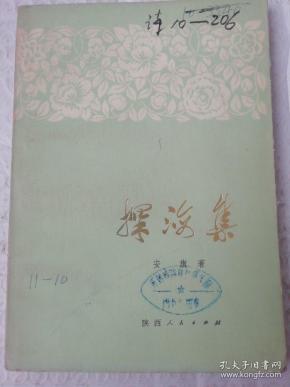 诗10—206
探海集
安旗著
11-10
陕西人民出版社
孔夫子旧书网